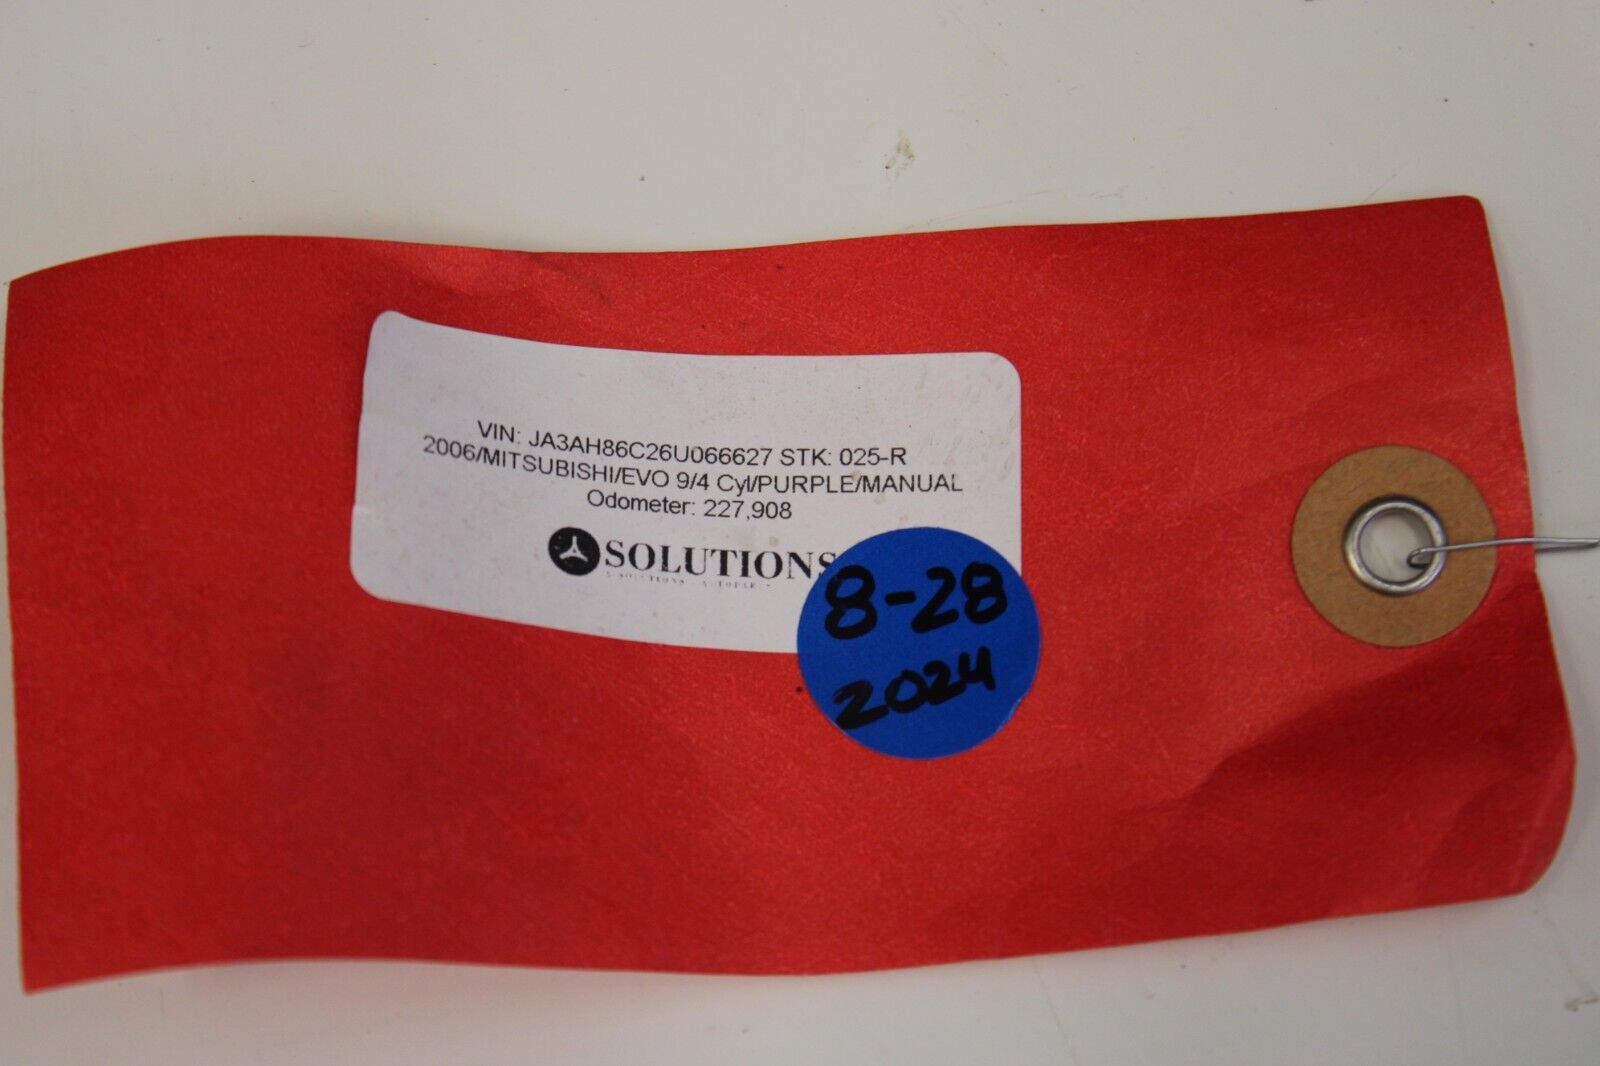 VIN: JA3AH86C26U066627 STK: 025-R
2006/MITSUBISHI/EVO 9/4 Cyl/PURPLE/MANUAL
Odometer: 227,908
SOLUTIONS
8-28
2024